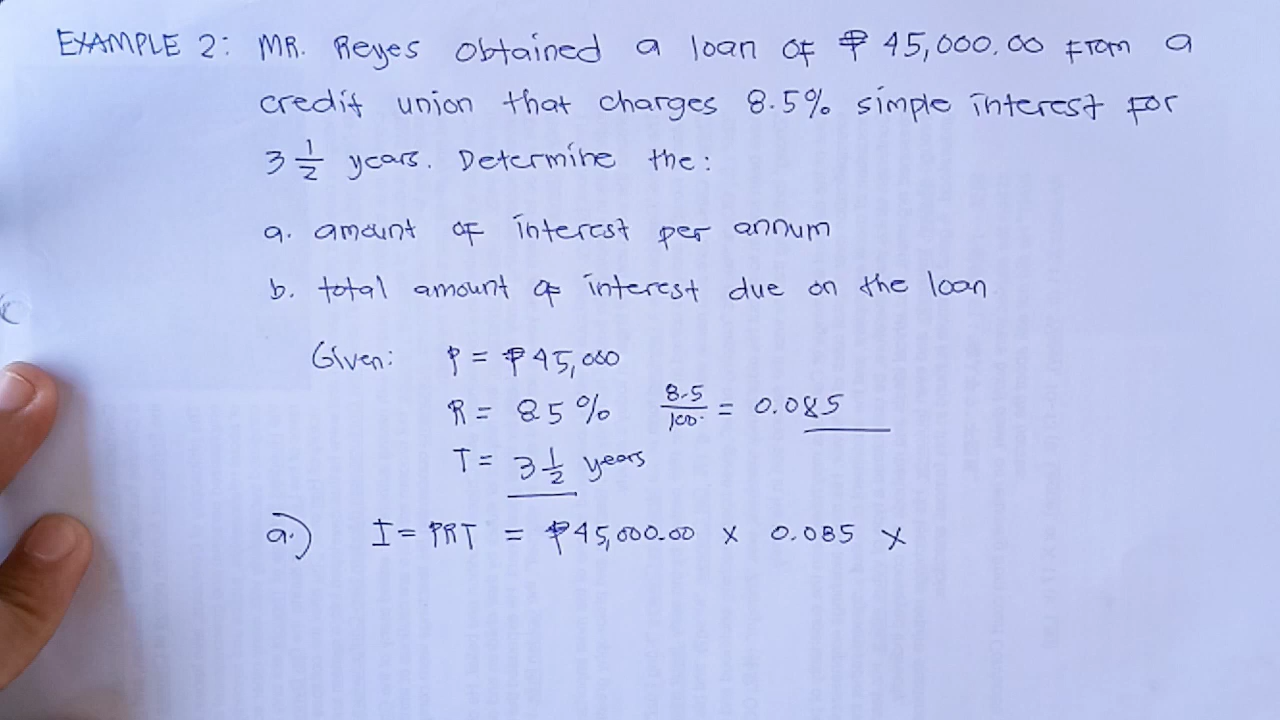 EXAMPLE 2: MR. Reyes obtained a loan of ₱ 45,000.00 from a
credit union that charges 8.5% simple interest for
3 1/2 years. Determine the:
a. amount of interest per annum
b. total amount of interest due on the loan
Given: P = ₱45,000
R = 8.5% 8.5/100 = 0.085
T = 3 1/2 years
a.) I = PRT = ₱45,000.00 x 0.085 x